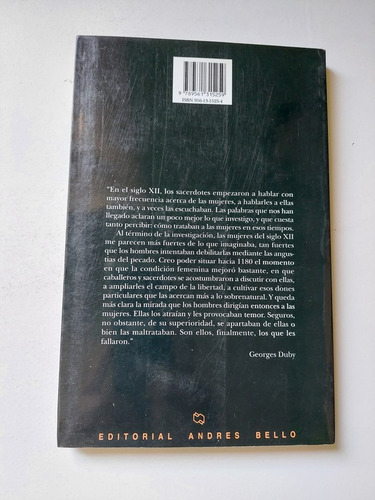 9 789561 315259
ISBN 956-13-1525-4
"En el siglo XII, los sacerdotes empezaron a hablar con
mayor frecuencia acerca de las mujeres, a hablarles a ellas
también, y a veces las escuchaban. Las palabras que nos han
llegado aclaran un poco mejor lo que investigo, y que cuesta
tanto percibir: cómo trataban a las mujeres en esos tiempos.
Al término de la investigación, las mujeres del siglo XII
me parecen más fuertes de lo que imaginaba, tan fuertes
que los hombres intentaban debilitarlas mediante las angus-
tias del pecado. Creo poder situar hacia 1180 el momento
en que la condición femenina mejoró bastante, en que
caballeros y sacerdotes se acostumbraron a discutir con ellas,
a ampliarles el campo de la libertad, a cultivar esos dones
particulares que las acercan más a lo sobrenatural. Y queda
más clara la mirada que los hombres dirigían entonces a las
mujeres. Ellas los atraían y les provocaban temor. Seguros,
no obstante, de su superioridad, se apartaban de ellas o
bien las maltrataban. Son ellos, finalmente, los que les
fallaron."
Georges Duby
EDITORIAL ANDRES BELLO